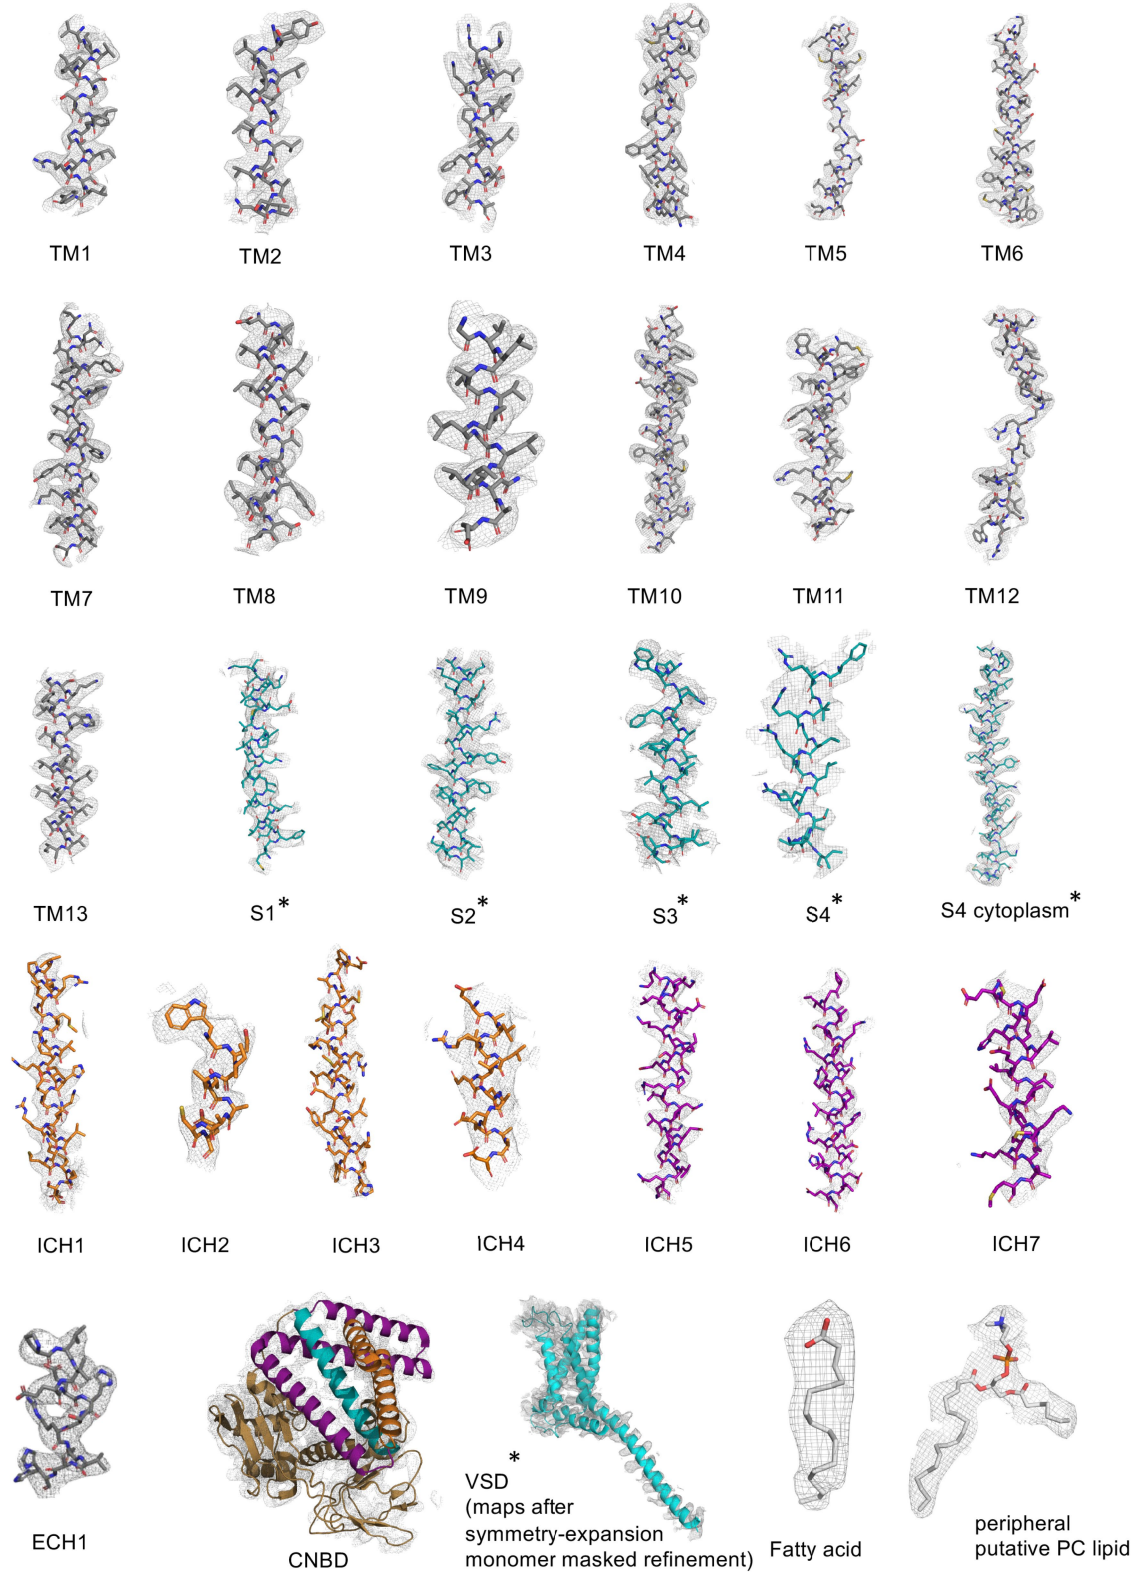 TM1
TM2
TM3
TM4
TM5
TM6
TM7
TM8
TM9
TM10
TM11
TM12
TM13
S1*
S2*
S3*
S4*
S4 cytoplasm*
ICH1
ICH2
ICH3
ICH4
ICH5
ICH6
ICH7
ECH1
CNBD
*
VSD
(maps after
symmetry-expansion
monomer masked refinement)
Fatty acid
peripheral
putative PC lipid